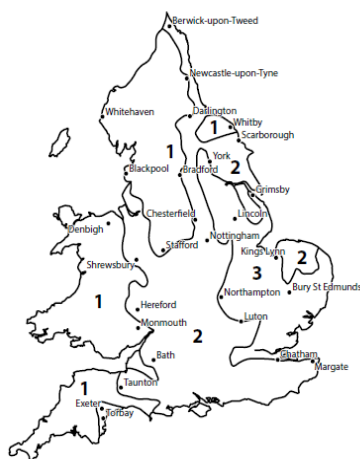 Berwick-upon-Tweed
Newcastle-upon-Tyne
Whitehaven
Darlington
1
Whitby
Scarborough
1
York
2
Blackpool
Bradford
Grimsby
Chesterfield
Lincoln
Denbigh
Stafford
Nottingham
Kings Lynn
2
Shrewsbury
3
Bury St Edmunds
1
Hereford
Northampton
Monmouth
2
Luton
Bath
Chatham
Margate
1
Taunton
Exeter
Torbay